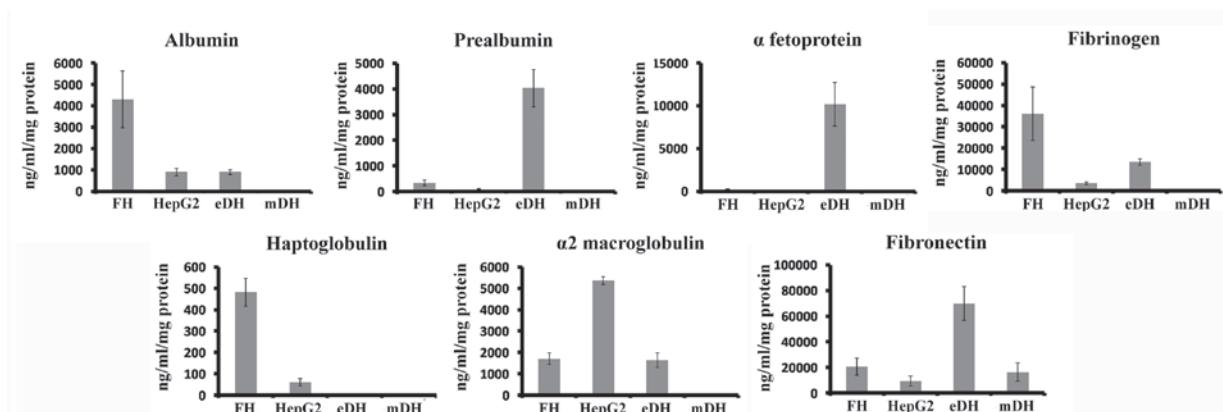 Albumin
ng/ml/mg protein
6000
5000
4000
3000
2000
1000
0
FH HepG2 eDH mDH
Prealbumin
ng/ml/mg protein
5000
4000
3000
2000
1000
0
FH HepG2 eDH mDH
α fetoprotein
ng/ml/mg protein
15000
10000
5000
0
FH HepG2 eDH mDH
Fibrinogen
ng/ml/mg protein
60000
50000
40000
30000
20000
10000
0
FH HepG2 eDH mDH
Haptoglobulin
ng/ml/mg protein
600
500
400
300
200
100
0
FH HepG2 eDH mDH
α2 macroglobulin
ng/ml/mg protein
6000
5000
4000
3000
2000
1000
0
FH HepG2 eDH mDH
Fibronectin
ng/ml/mg protein
100000
80000
60000
40000
20000
0
FH HepG2 eDH mDH